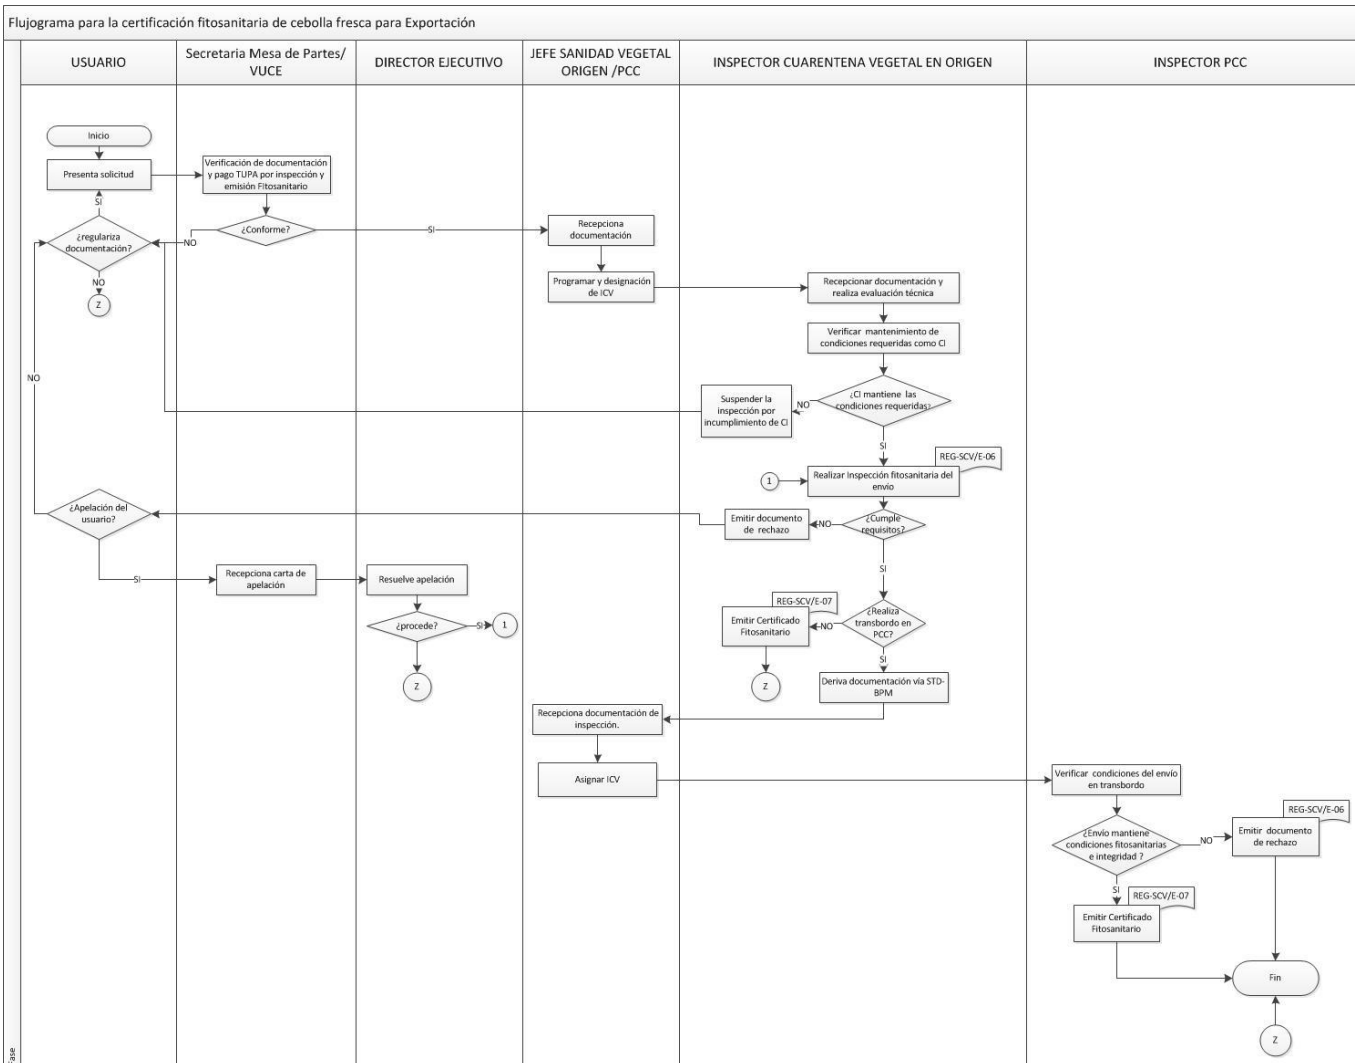 Flujograma para la certificación fitosanitaria de cebolla fresca para Exportación
USUARIO
Secretaria Mesa de Partes/
VUCE
DIRECTOR EJECUTIVO
JEFE SANIDAD VEGETAL
ORIGEN /PCC
INSPECTOR CUARENTENA VEGETAL EN ORIGEN
INSPECTOR PCC
Inicio
Presenta solicitud
Verificación de documentación
y pago TUPA por inspección y
emisión Fitosanitario
SI
¿regulariza
documentación?
NO
Z
¿Conforme?
NO
SI
Recepciona
documentación
Programar y designación
de ICV
Recepcionar documentación y
realiza evaluación técnica
Verificar mantenimiento de
condiciones requeridas como CI
¿CI mantiene las
condiciones requeridas?
NO
Suspender la
inspección por
incumplimiento de CI
SI
REG-SCV/E-06
1
Realizar Inspección fitosanitaria del
envío
NO
¿Apelación del
usuario?
Emitir documento
de rechazo
NO
¿Cumple
requisitos?
SI
SI
Recepciona carta de
apelación
Resuelve apelación
¿procede?
SI
1
Z
REG-SCV/E-07
Emitir Certificado
Fitosanitario
NO
¿Realiza
transbordo en
PCC?
Z
SI
Deriva documentación vía STD-
BPM
Recepciona documentación de
inspección.
Asignar ICV
Verificar condiciones del envío
en transbordo
¿Envío mantiene
condiciones fitosanitarias
e integridad ?
NO
REG-SCV/E-06
Emitir documento
de rechazo
SI
REG-SCV/E-07
Emitir Certificado
Fitosanitario
Fin
Z
Fase